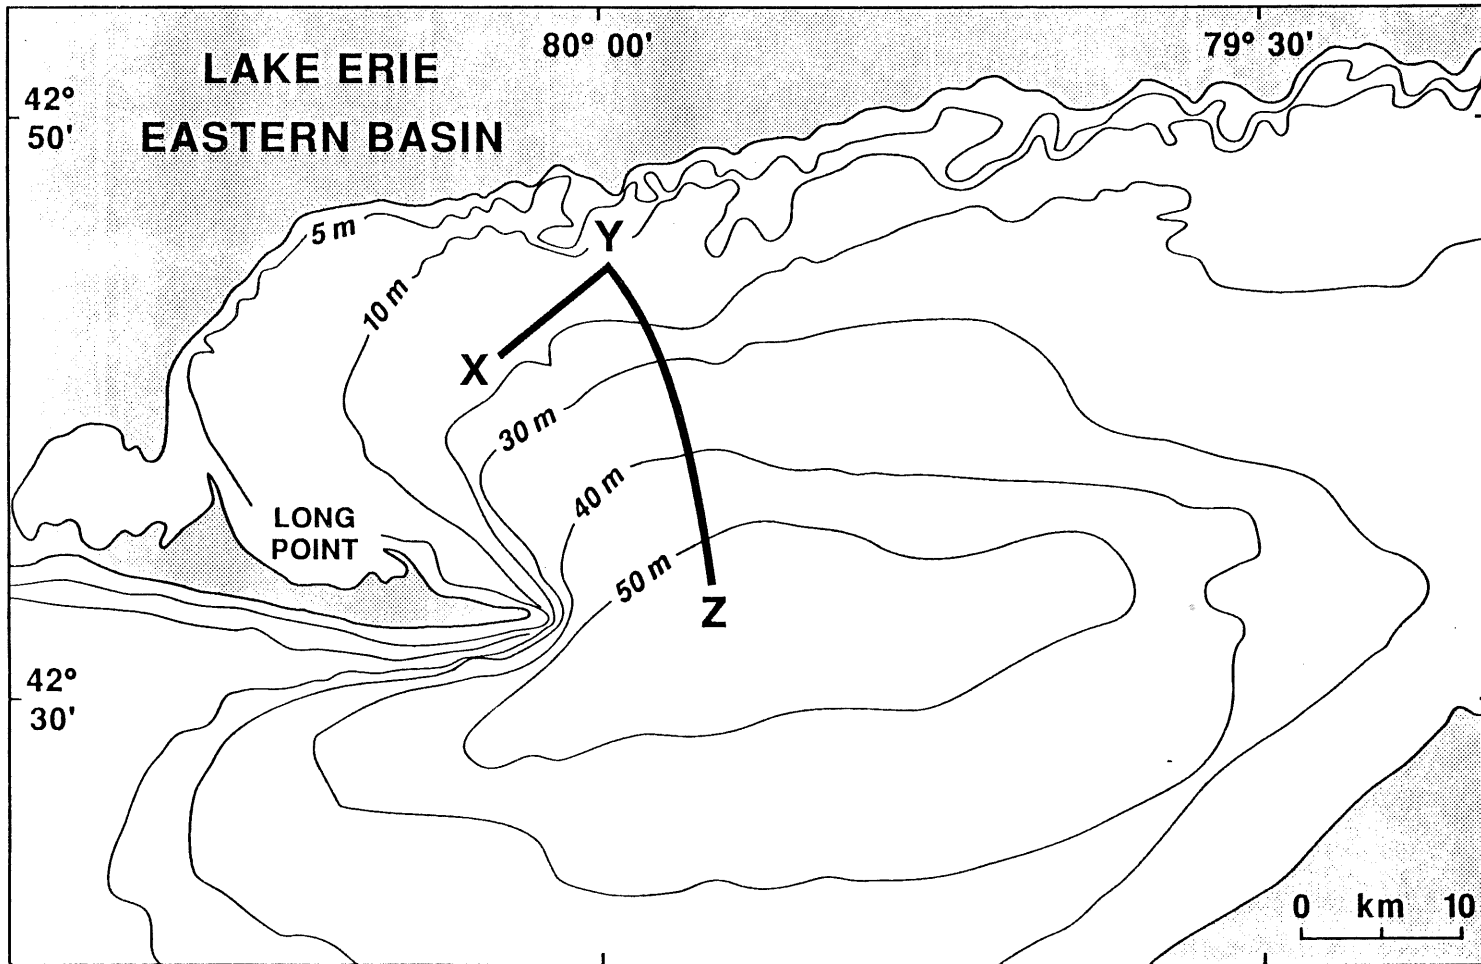 LAKE ERIE
EASTERN BASIN
80° 00'
79° 30'
42°
50'
5 m
Y
10 m
X
30 m
40 m
LONG
POINT
50 m
Z
42°
30'
0 km 10